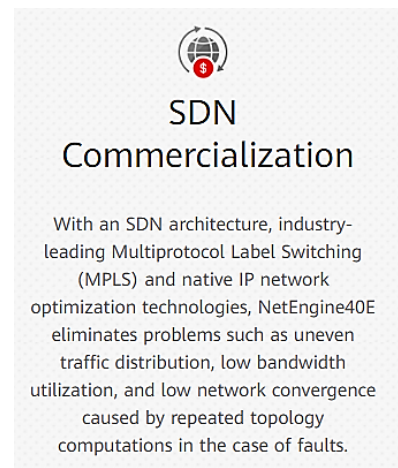 $
SDN
Commercialization
With an SDN architecture, industry-
leading Multiprotocol Label Switching
(MPLS) and native IP network
optimization technologies, NetEngine40E
eliminates problems such as uneven
traffic distribution, low bandwidth
utilization, and low network convergence
caused by repeated topology
computations in the case of faults.